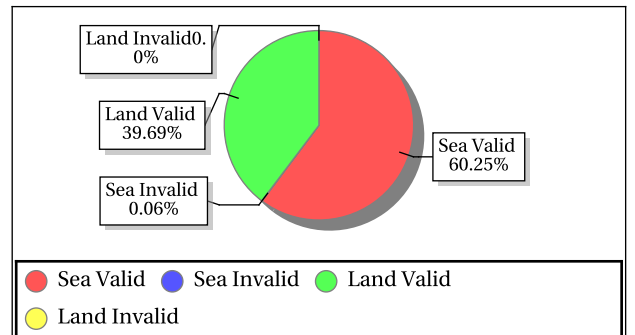 Land Invalid0.
0%
Land Valid
39.69%
Sea Invalid
0.06%
Sea Valid
60.25%
Sea Valid Sea Invalid Land Valid
Land Invalid